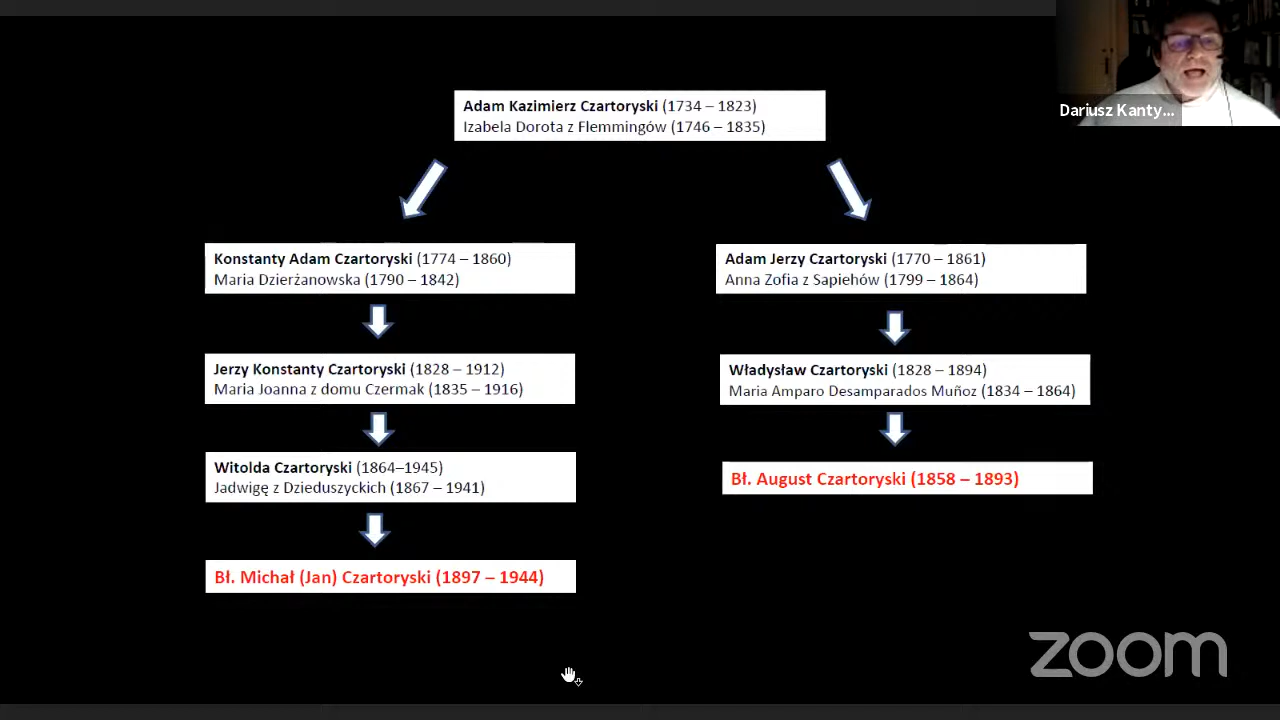 Adam Kazimierz Czartoryski (1734 – 1823)
Izabela Dorota z Flemmingów (1746 – 1835)
Dariusz Kanty...
Konstanty Adam Czartoryski (1774 – 1860)
Maria Dzierżanowska (1790 – 1842)
Adam Jerzy Czartoryski (1770 – 1861)
Anna Zofia z Sapiehów (1799 – 1864)
Jerzy Konstanty Czartoryski (1828 – 1912)
Maria Joanna z domu Czermak (1835 – 1916)
Władysław Czartoryski (1828 – 1894)
Maria Amparo Desamparados Muñoz (1834 – 1864)
Witolda Czartoryski (1864–1945)
Jadwigę z Dzieduszyckich (1867 – 1941)
Bł. August Czartoryski (1858 – 1893)
Bł. Michał (Jan) Czartoryski (1897 – 1944)
zoom